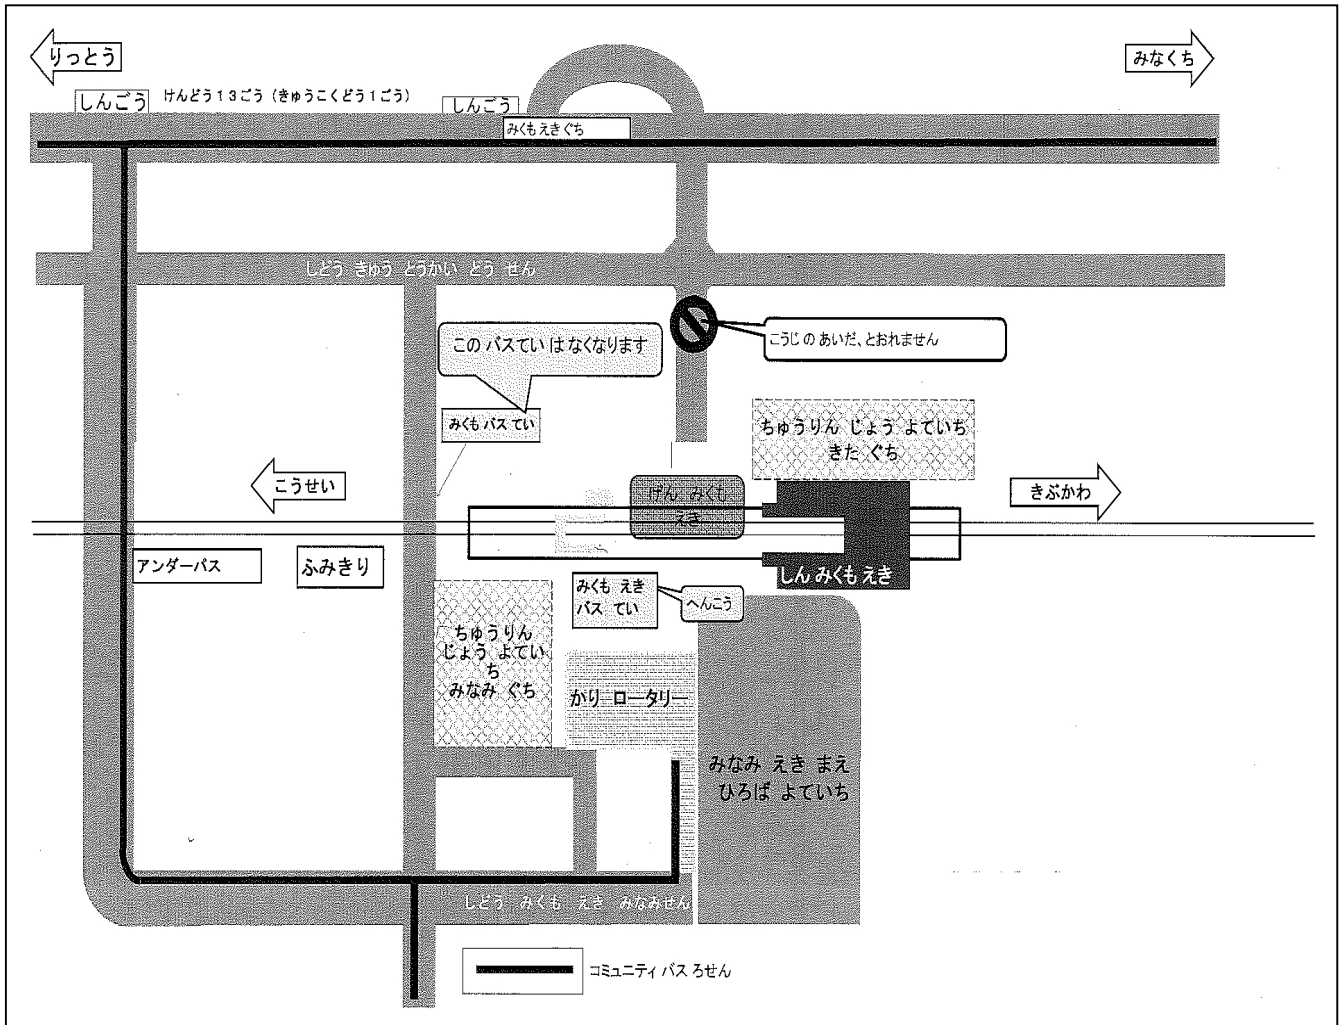 りっとう
みなくち
しんごう
けんどう13ごう(きゅうこくどう1ごう)
しんごう
みくもえきぐち
しどう きゅう とうかい どう せん
このバスてい はなくなります
こうじ の あいだ、とおれません
みくもバス てい
ちゅうりん じょう よていち
きた ぐち
こうせい
げん みくも
えき
きぶかわ
アンダーパス
ふみきり
しんみくもえき
みくも えき
バス てい
へんこう
ちゅうりん
じょう よてい
ち
みなみ ぐち
かり ロータリー
みなみ えき まえ
ひろば よていち
しどう みくも えき みなみせん
コミュニティバス ろせん